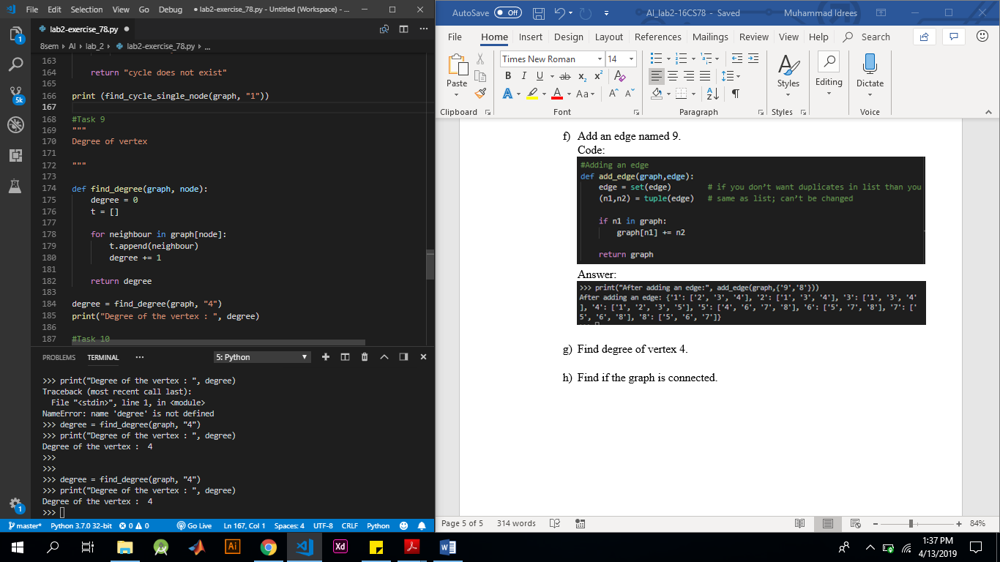 File Edit Selection View Go Debug ● lab2-exercise_78.py - Untitled (Workspace) - ...
lab2-exercise_78.py ●
8sem › AI › lab_2 › lab2-exercise_78.py › ...
163
164 return "cycle does not exist"
165
166 print (find_cycle_single_node(graph, "1"))
167
168 #Task 9
169 """
170 Degree of vertex
171
172 """
173
174 def find_degree(graph, node):
175 degree = 0
176 t = []
177
178 for neighbour in graph[node]:
179 t.append(neighbour)
180 degree += 1
181
182 return degree
183
184 degree = find_degree(graph, "4")
185 print("Degree of the vertex : ", degree)
186
187 #Task 10
PROBLEMS TERMINAL ... 5: Python
>>> print("Degree of the vertex : ", degree)
Traceback (most recent call last):
File "<stdin>", line 1, in <module>
NameError: name 'degree' is not defined
>>> degree = find_degree(graph, "4")
>>> print("Degree of the vertex : ", degree)
Degree of the vertex :  4
>>>
>>>
>>> degree = find_degree(graph, "4")
>>> print("Degree of the vertex : ", degree)
Degree of the vertex :  4
>>>
1
5k
1
master* Python 3.7.0 32-bit 0 0 Go Live Ln 167, Col 1 Spaces: 4 UTF-8 CRLF Python
AutoSave Off AI_lab2-16CS78 - Saved Muhammad Idrees
File Home Insert Design Layout References Mailings Review View Help Search
Times New Roman 14
Paste B I U ab x₂ x² Styles Editing Dictate
A A A Aa A A
Clipboard Font Paragraph Styles Voice
f) Add an edge named 9.
Code:
#Adding an edge
def add_edge(graph,edge):
edge = set(edge) # if you don't want duplicates in list than you
(n1,n2) = tuple(edge) # same as list; can't be changed
if n1 in graph:
graph[n1] += n2
return graph
Answer:
>>> print("After adding an edge:", add_edge(graph,{'9','8'}))
After adding an edge: {'1': ['2', '3', '4'], '2': ['1', '3', '4'], '3': ['1', '3', '4'
], '4': ['1', '2', '3', '5'], '5': ['4', '6', '7', '8'], '6': ['5', '7', '8'], '7': ['
5', '6', '8'], '8': ['5', '6', '7']}
g) Find degree of vertex 4.
h) Find if the graph is connected.
Page 5 of 5 314 words 84%
Ai Xd
1:37 PM
4/13/2019